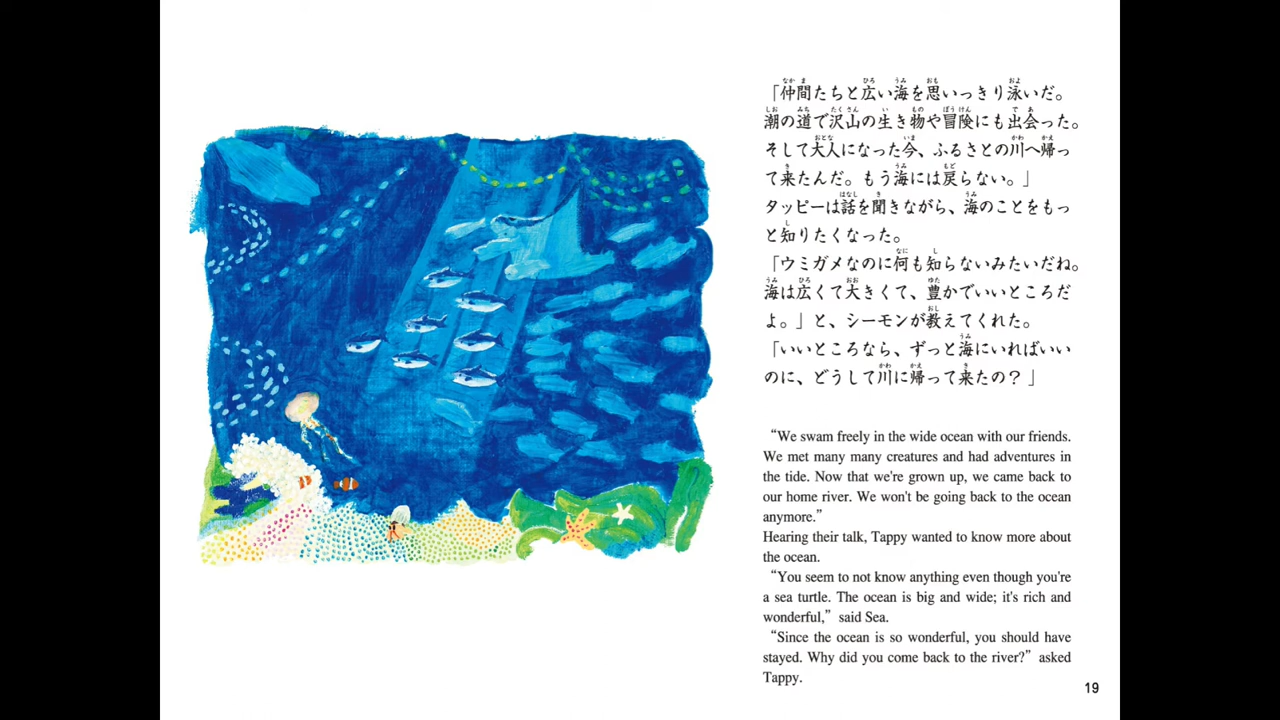 「仲間たちと広い海を思いっきり泳いだ。
潮の道で沢山の生き物や冒険にも出会った。
そして大人になった今、ふるさとの川へ帰っ
て来たんだ。もう海には戻らない。」
タッピーは話を聞きながら、海のことをもっ
と知りたくなった。
「ウミガメなのに何も知らないみたいだね。
海は広くて大きくて、豊かでいいところだ
よ。」と、シーモンが教えてくれた。
「いいところなら、ずっと海にいればいい
のに、どうして川に帰って来たの？」
“We swam freely in the wide ocean with our friends.
We met many many creatures and had adventures in
the tide. Now that we're grown up, we came back to
our home river. We won't be going back to the ocean
anymore.”
Hearing their talk, Tappy wanted to know more about
the ocean.
“You seem to not know anything even though you're
a sea turtle. The ocean is big and wide; it's rich and
wonderful,” said Sea.
“Since the ocean is so wonderful, you should have
stayed. Why did you come back to the river?” asked
Tappy.
19